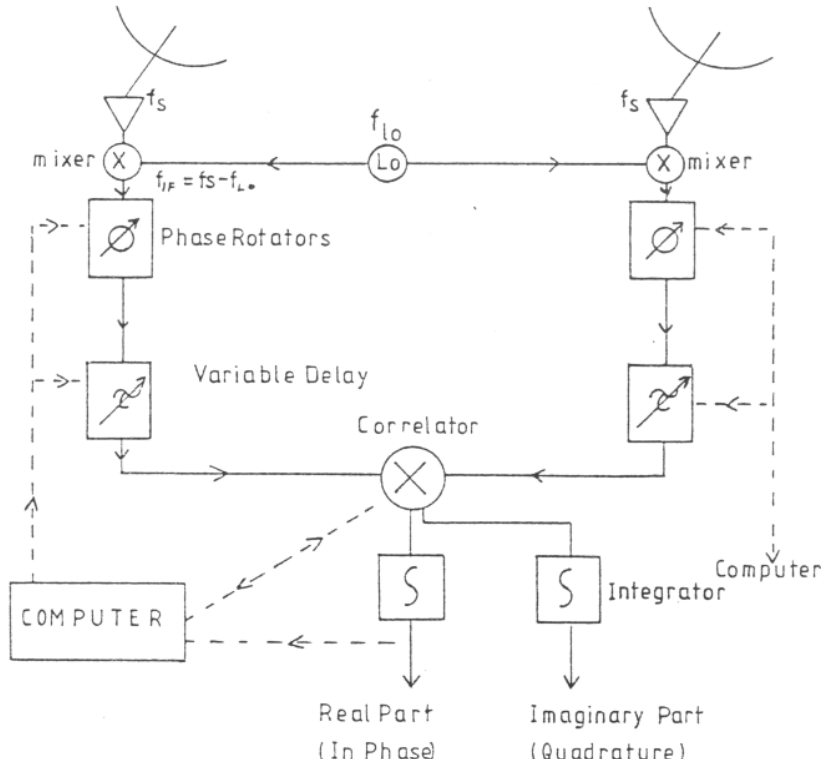 fs
fs
flo
mixer X
Lo
X mixer
fIF = fs-fLo
Phase Rotators
Variable Delay
Correlator
Computer
COMPUTER
∫
∫
Integrator
Real Part
(In Phase)
Imaginary Part
(Quadrature)